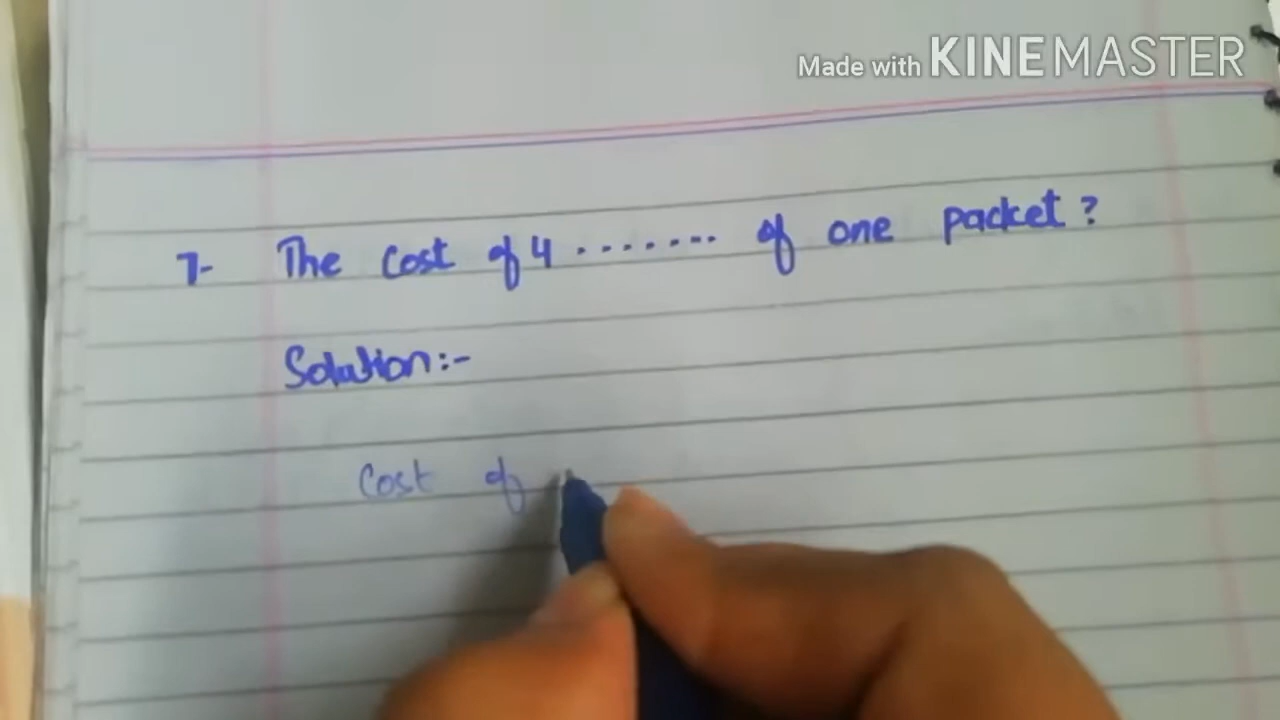 Made with KINEMASTER
7- The cost of 4 ....... of one packet?
Solution:-
Cost of